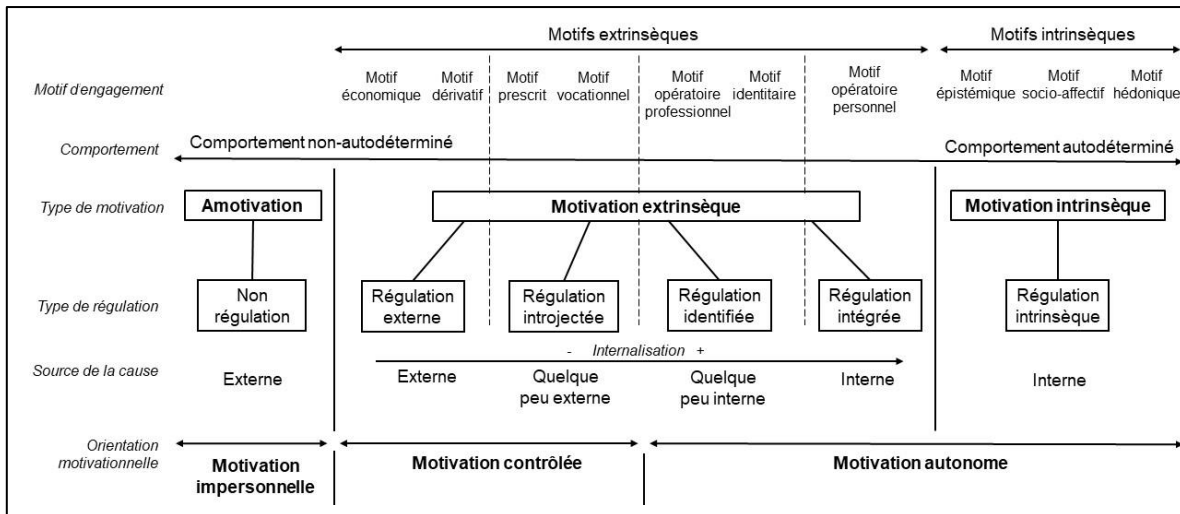 Motifs extrinsèques Motifs intrinsèques
Motif d'engagement
Motif économique
Motif dérivatif
Motif prescrit
Motif vocationnel
Motif opératoire professionnel
Motif identitaire
Motif opératoire personnel
Motif épistémique
Motif socio-affectif
Motif hédonique
Comportement
Comportement non-autodéterminé
Comportement autodéterminé
Type de motivation
Amotivation
Motivation extrinsèque
Motivation intrinsèque
Type de régulation
Non régulation
Régulation externe
Régulation introjectée
Régulation identifiée
Régulation intégrée
Régulation intrinsèque
- Internalisation +
Source de la cause
Externe
Externe
Quelque peu externe
Quelque peu interne
Interne
Interne
Orientation motivationnelle
Motivation impersonnelle
Motivation contrôlée
Motivation autonome